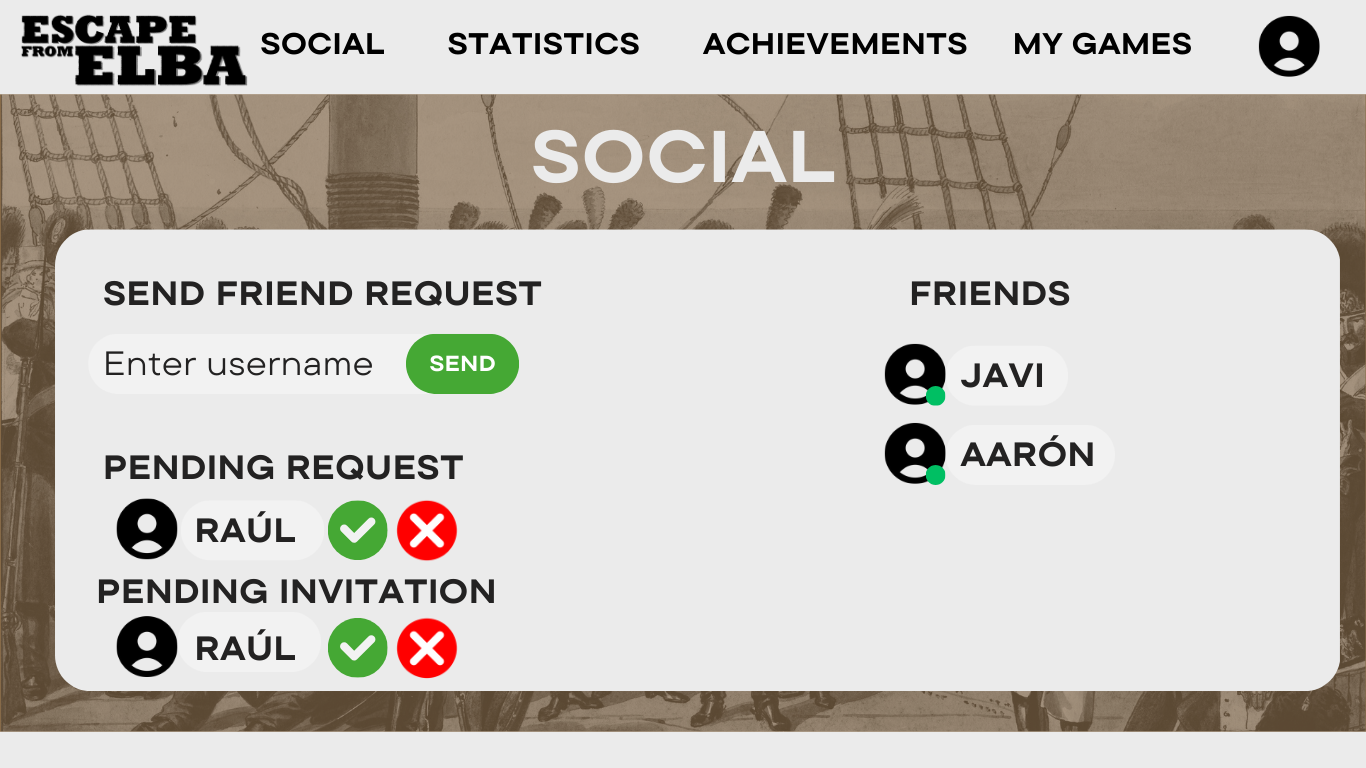 ESCAPE
FROM ELBA
SOCIAL STATISTICS ACHIEVEMENTS MY GAMES
SOCIAL
SEND FRIEND REQUEST
Enter username SEND
PENDING REQUEST
RAÚL
PENDING INVITATION
RAÚL
FRIENDS
JAVI
AARÓN